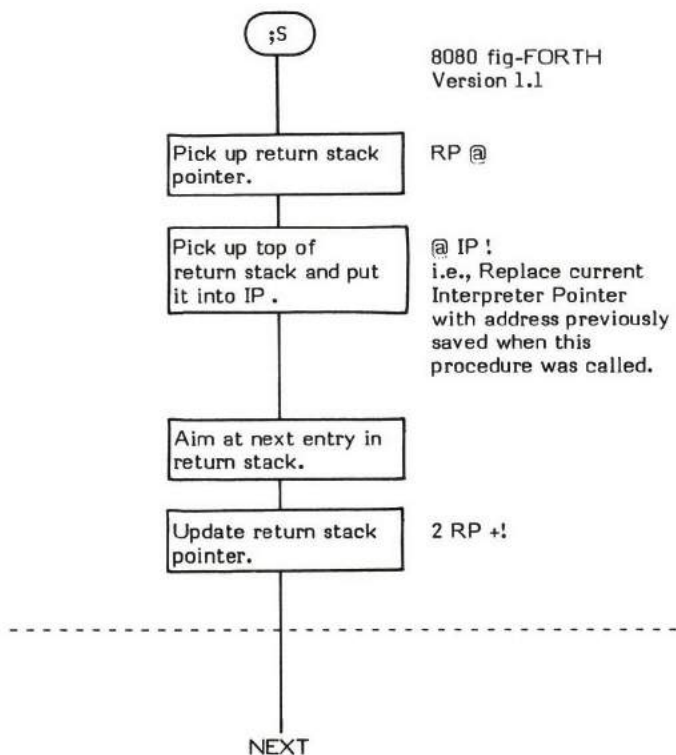 ;S
8080 fig-FORTH
Version 1.1
Pick up return stack
pointer.
RP @
Pick up top of
return stack and put
it into IP .
@ IP !
i.e., Replace current
Interpreter Pointer
with address previously
saved when this
procedure was called.
Aim at next entry in
return stack.
Update return stack
pointer.
2 RP +!
NEXT